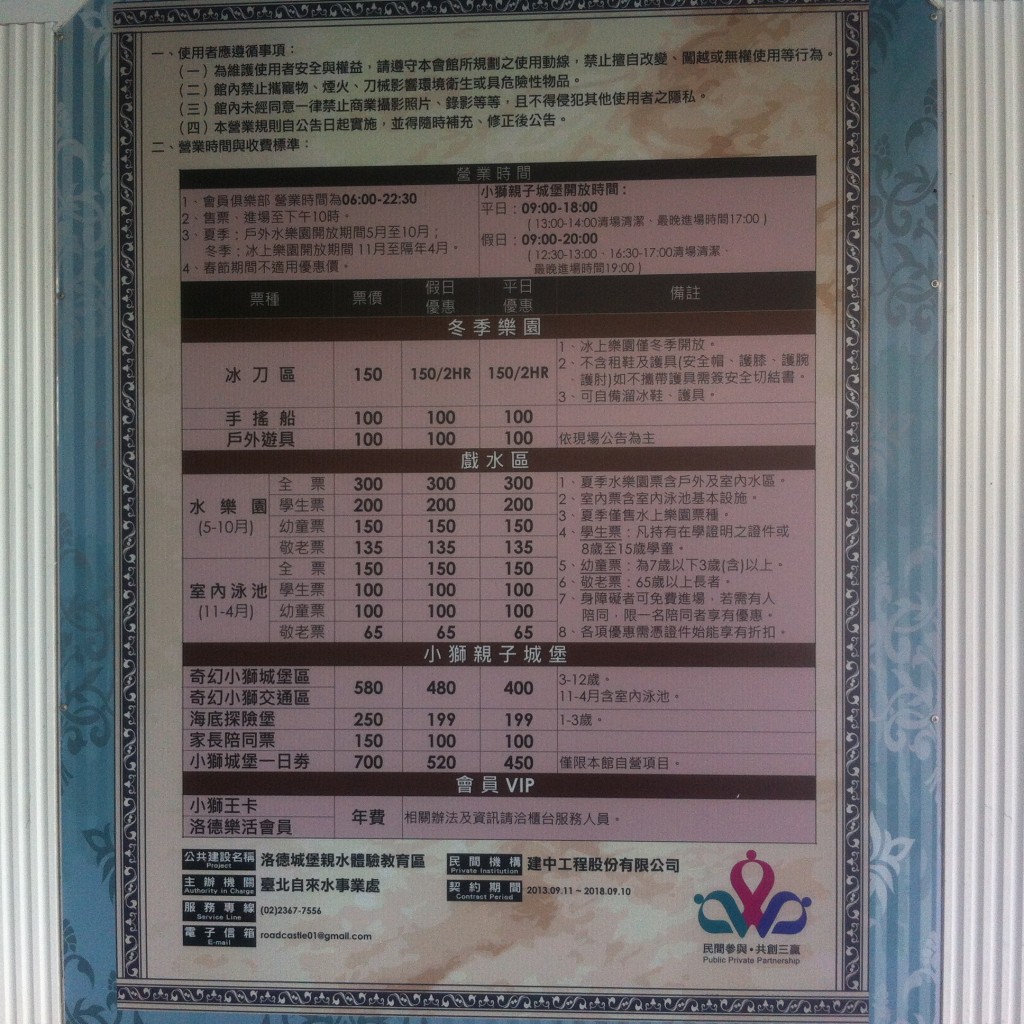 一、使用者應遵循事項：
（一）為維護使用者安全與權益，請遵守本會館所規劃之使用動線，禁止擅自改變、闖越或無權使用等行為。
（二）館內禁止攜寵物、煙火、刀械影響環境衛生或具危險性物品。
（三）館內未經同意一律禁止商業攝影照片、錄影等等，且不得侵犯其他使用者之隱私。
（四）本營業規則自公告日起實施，並得隨時補充、修正後公告。
二、營業時間與收費標準：
營業時間
1、會員俱樂部 營業時間為06:00-22:30
2、售票、進場至下午10時。
3、夏季：戶外水樂園開放期間5月至10月；
冬季：冰上樂園開放期間 11月至隔年4月。
4、春節期間不適用優惠價。
小獅親子城堡開放時間：
平日：09:00-18:00
（13:00-14:00清場清潔、最晚進場時間17:00）
假日：09:00-20:00
（12:30-13:00、16:30-17:00清場清潔、
最晚進場時間19:00）
票種 票價 假日優惠 平日優惠 備註
冬季樂園
冰刀區 150 150/2HR 150/2HR
1、冰上樂園僅冬季開放。
2、不含租鞋及護具(安全帽、護膝、護腕
、護肘)如不攜帶護具需簽安全切結書。
3、可自備溜冰鞋、護具。
手搖船 100 100 100
戶外遊具 100 100 100 依現場公告為主
戲水區
水樂園
(5-10月)
全票 300 300 300
學生票 200 200 200
幼童票 150 150 150
敬老票 135 135 135
室內泳池
(11-4月)
全票 150 150 150
學生票 100 100 100
幼童票 100 100 100
敬老票 65 65 65
1、夏季水樂園票含戶外及室內水區。
2、室內票含室內泳池基本設施。
3、夏季僅售水上樂園票種。
4、學生票：凡持有在學證明之證件或
8歲至15歲學童。
5、幼童票：為7歲以下3歲(含)以上。
6、敬老票：65歲以上長者。
7、身障礙者可免費進場、若需有人
陪同，限一名陪同者享有優惠。
8、各項優惠需憑證件始能享有折扣。
小獅親子城堡
奇幻小獅城堡區
奇幻小獅交通區
580 480 400
3-12歲。
11-4月含室內泳池。
海底探險堡 250 199 199 1-3歲。
家長陪同票 150 100 100
小獅城堡一日券 700 520 450 僅限本館自營項目。
會員 VIP
小獅王卡
洛德樂活會員
年費 相關辦法及資訊請洽櫃台服務人員。
公共建設名稱 Project 洛德城堡親水體驗教育區
主辦機關 Authority in Charge 臺北自來水事業處
服務專線 Service Line (02)2367-7556
電子信箱 E-mail roadcastle01@gmail.com
民間機構 Private Institution 建中工程股份有限公司
契約期間 Contract Period 2013.09.11 ~ 2018.09.10
民間參與・共創三贏
Public Private Partnership